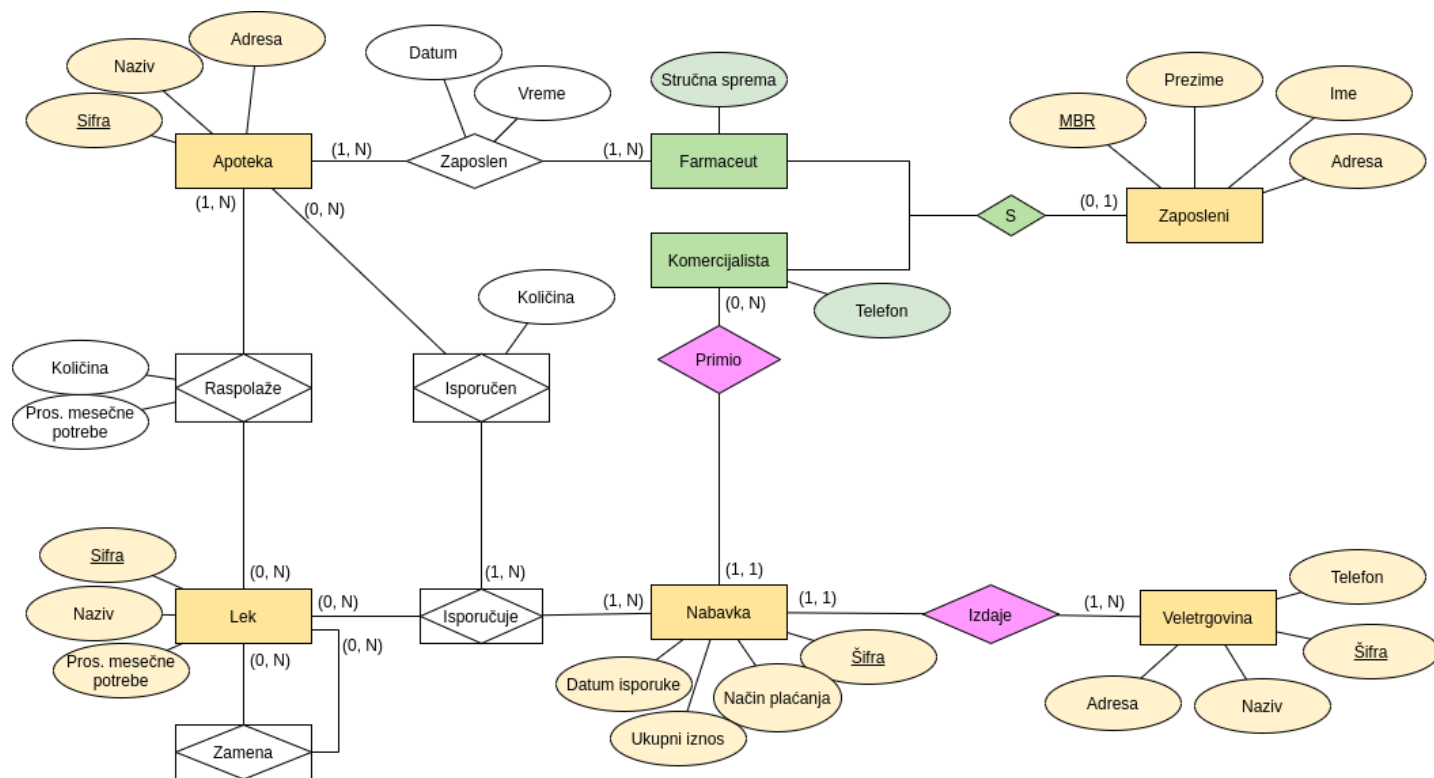 Adresa
Datum
Naziv
Stručna sprema
Prezime
Vreme
Ime
Sifra
MBR
Apoteka
(1, N)
Zaposlen
(1, N)
Farmaceut
Adresa
(1, N)
(0, N)
S
(0, 1)
Zaposleni
Komercijalista
Količina
(0, N)
Telefon
Primio
Količina
Raspolaže
Isporučen
Pros. mesečne
potrebe
Sifra
(0, N)
(1, N)
(1, 1)
Telefon
Naziv
Lek
(0, N)
Isporučuje
(1, N)
Nabavka
(1, 1)
Izdaje
(1, N)
Veletrgovina
(0, N)
(0, N)
Pros. mesečne
potrebe
Šifra
Šifra
Datum isporuke
Način plaćanja
Adresa
Naziv
Ukupni iznos
Zamena